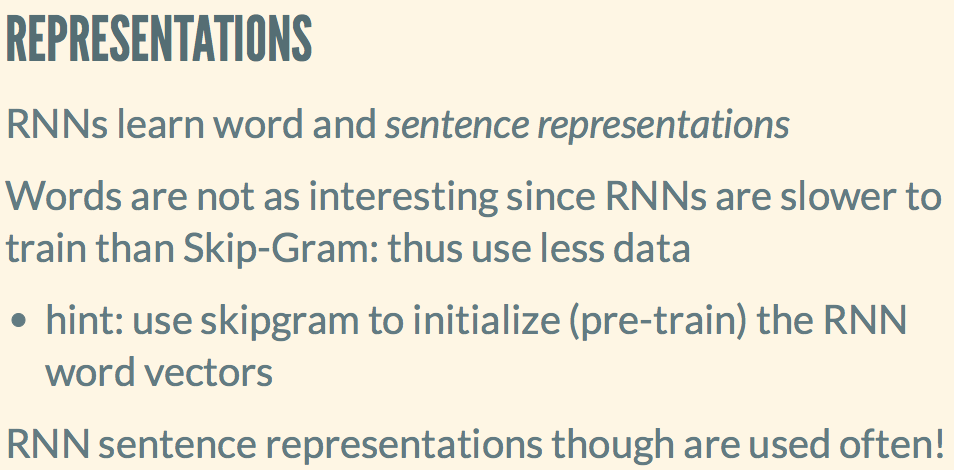 REPRESENTATIONS
RNNs learn word and sentence representations
Words are not as interesting since RNNs are slower to
train than Skip-Gram: thus use less data
• hint: use skipgram to initialize (pre-train) the RNN
word vectors
RNN sentence representations though are used often!